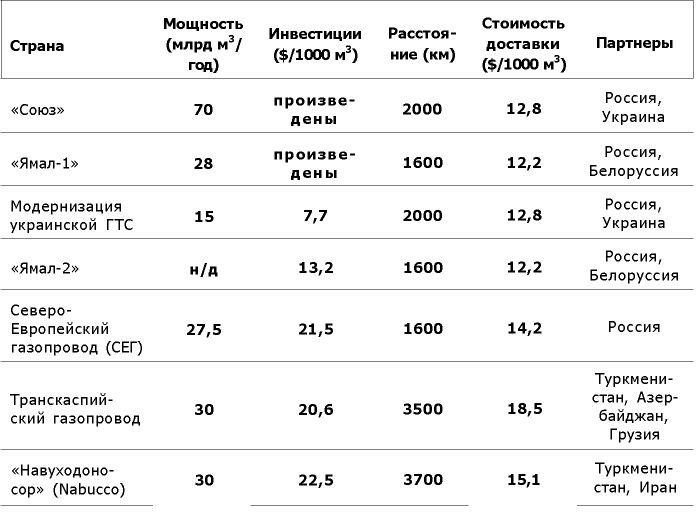 Страна
Мощность
(млрд м³/
год)
Инвестиции
($/1000 м³)
Расстоя-
ние (км)
Стоимость
доставки
($/1000 м³)
Партнеры
«Союз»
70
произве-
дены
2000
12,8
Россия,
Украина
«Ямал-1»
28
произве-
дены
1600
12,2
Россия,
Белоруссия
Модернизация
украинской ГТС
15
7,7
2000
12,8
Россия,
Украина
«Ямал-2»
н/д
13,2
1600
12,2
Россия,
Белоруссия
Северо-
Европейский
газопровод (СЕГ)
27,5
21,5
1600
14,2
Россия
Транскаспий-
ский газопровод
30
20,6
3500
18,5
Туркмени-
стан, Азер-
байджан,
Грузия
«Навуходоно-
сор» (Nabucco)
30
22,5
3700
15,1
Туркмени-
стан, Иран